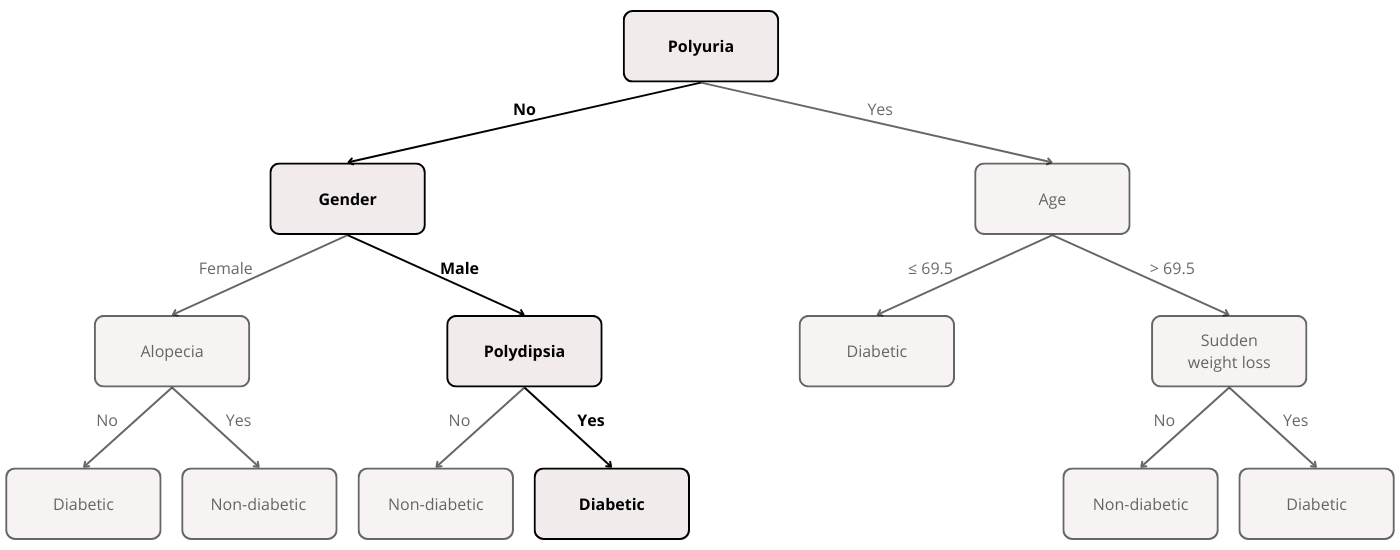 Polyuria
No
Yes
Gender
Age
Female
Male
≤ 69.5
> 69.5
Alopecia
Polydipsia
Diabetic
Sudden
weight loss
No
Yes
No
Yes
No
Yes
Diabetic
Non-diabetic
Non-diabetic
Diabetic
Non-diabetic
Diabetic